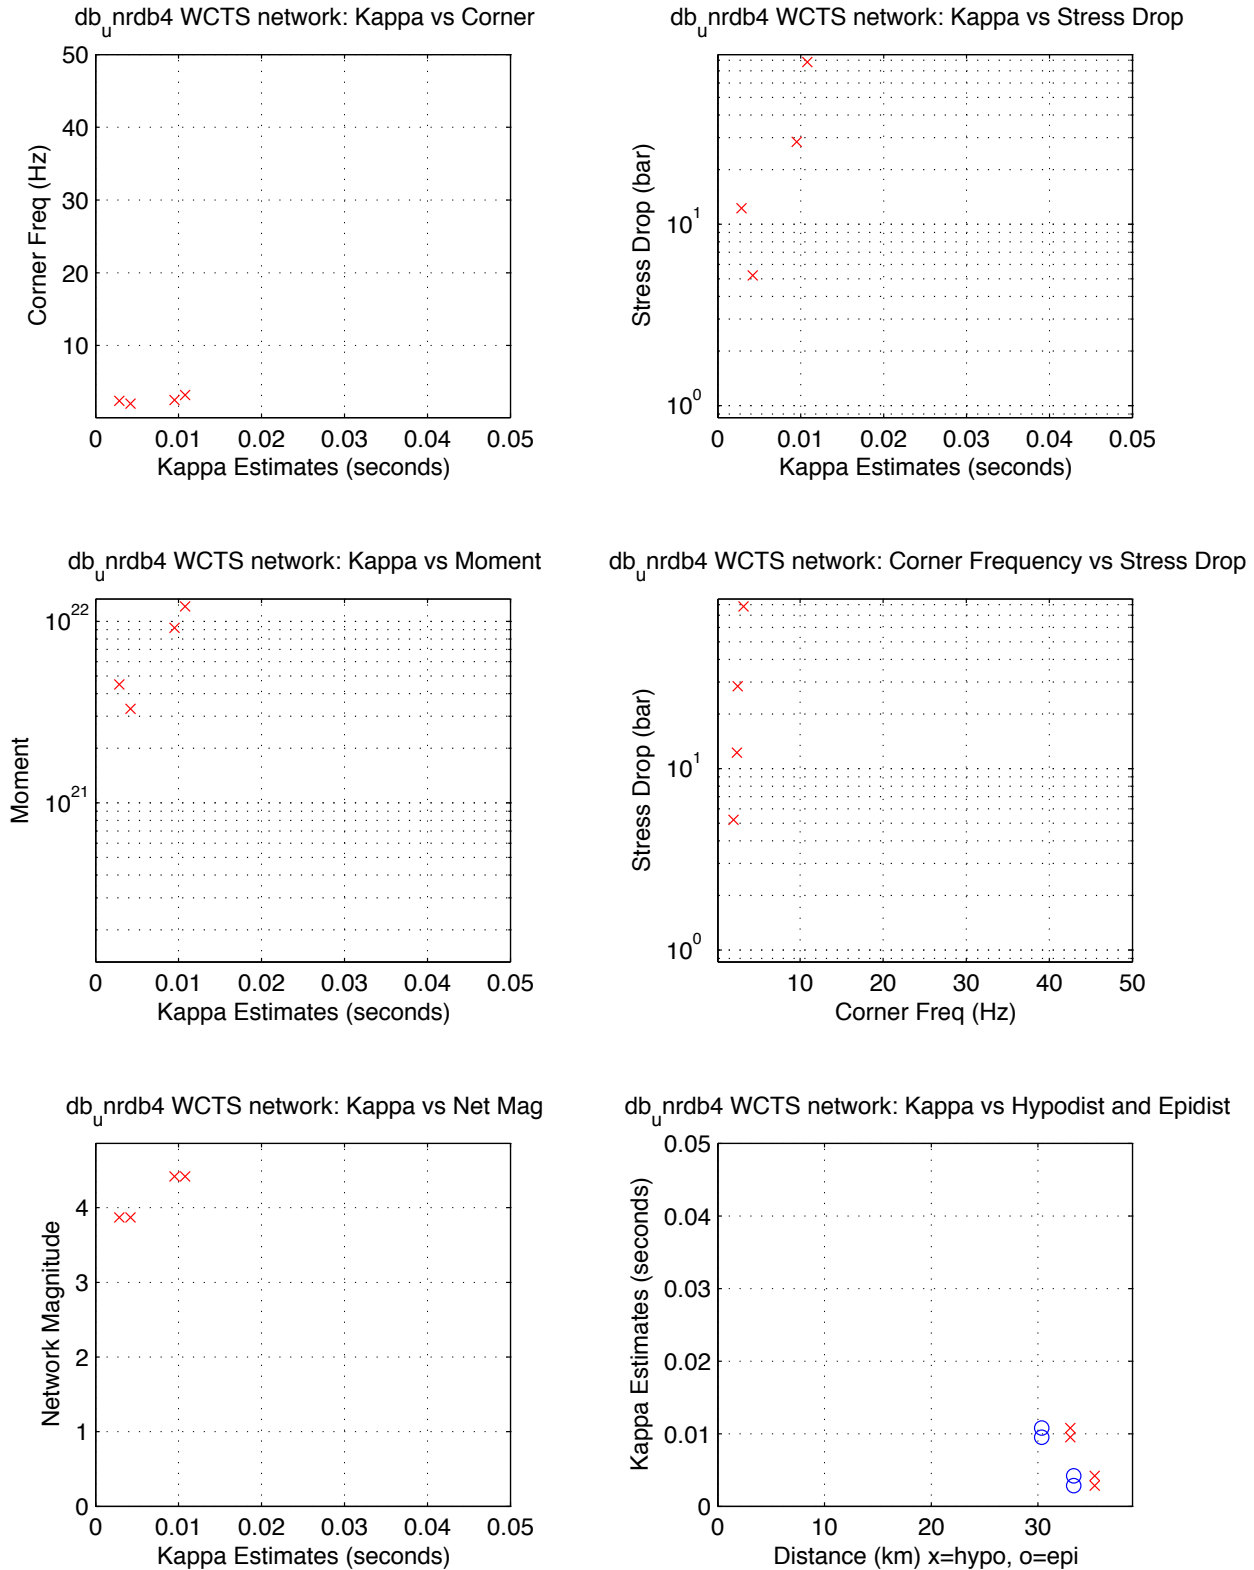 db_unrdb4 WCTS network: Kappa vs Corner
50
40
30
20
10
Corner Freq (Hz)
0 0.01 0.02 0.03 0.04 0.05
Kappa Estimates (seconds)
db_unrdb4 WCTS network: Kappa vs Stress Drop
10^1
10^0
Stress Drop (bar)
0 0.01 0.02 0.03 0.04 0.05
Kappa Estimates (seconds)
db_unrdb4 WCTS network: Kappa vs Moment
10^22
10^21
Moment
0 0.01 0.02 0.03 0.04 0.05
Kappa Estimates (seconds)
db_unrdb4 WCTS network: Corner Frequency vs Stress Drop
10^1
10^0
Stress Drop (bar)
10 20 30 40 50
Corner Freq (Hz)
db_unrdb4 WCTS network: Kappa vs Net Mag
4
3
2
1
0
Network Magnitude
0 0.01 0.02 0.03 0.04 0.05
Kappa Estimates (seconds)
db_unrdb4 WCTS network: Kappa vs Hypodist and Epidist
0.05
0.04
0.03
0.02
0.01
0
Kappa Estimates (seconds)
0 10 20 30
Distance (km) x=hypo, o=epi